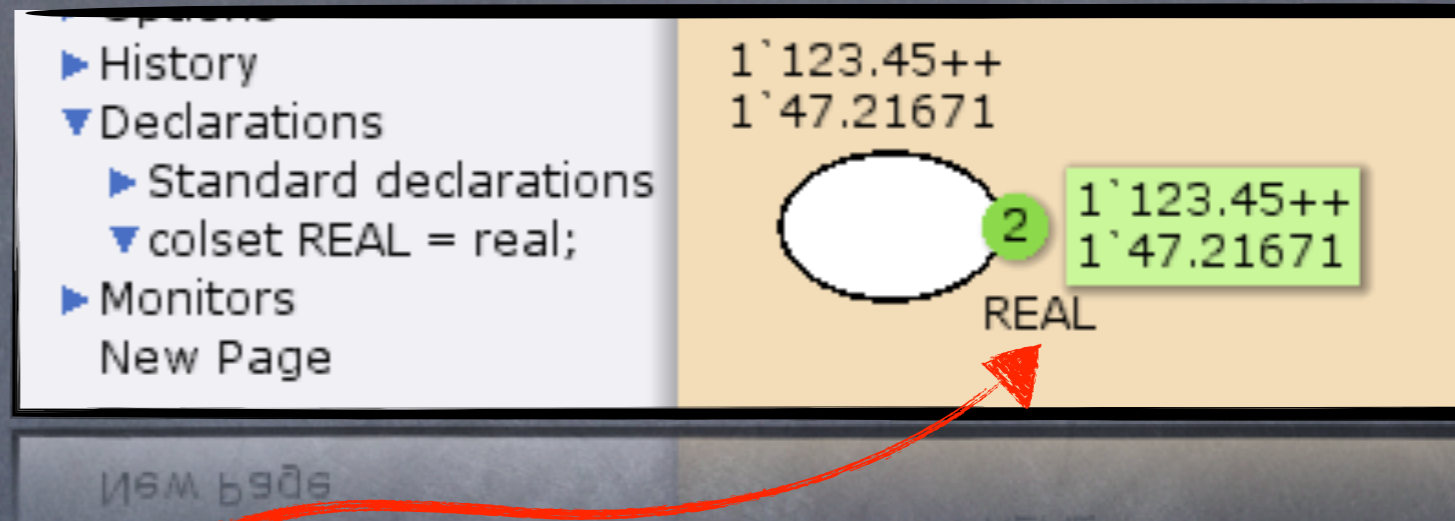 Options
History
Declarations
Standard declarations
colset REAL = real;
Monitors
New Page
1`123.45++
1`47.21671
2
1`123.45++
1`47.21671
REAL
New Page